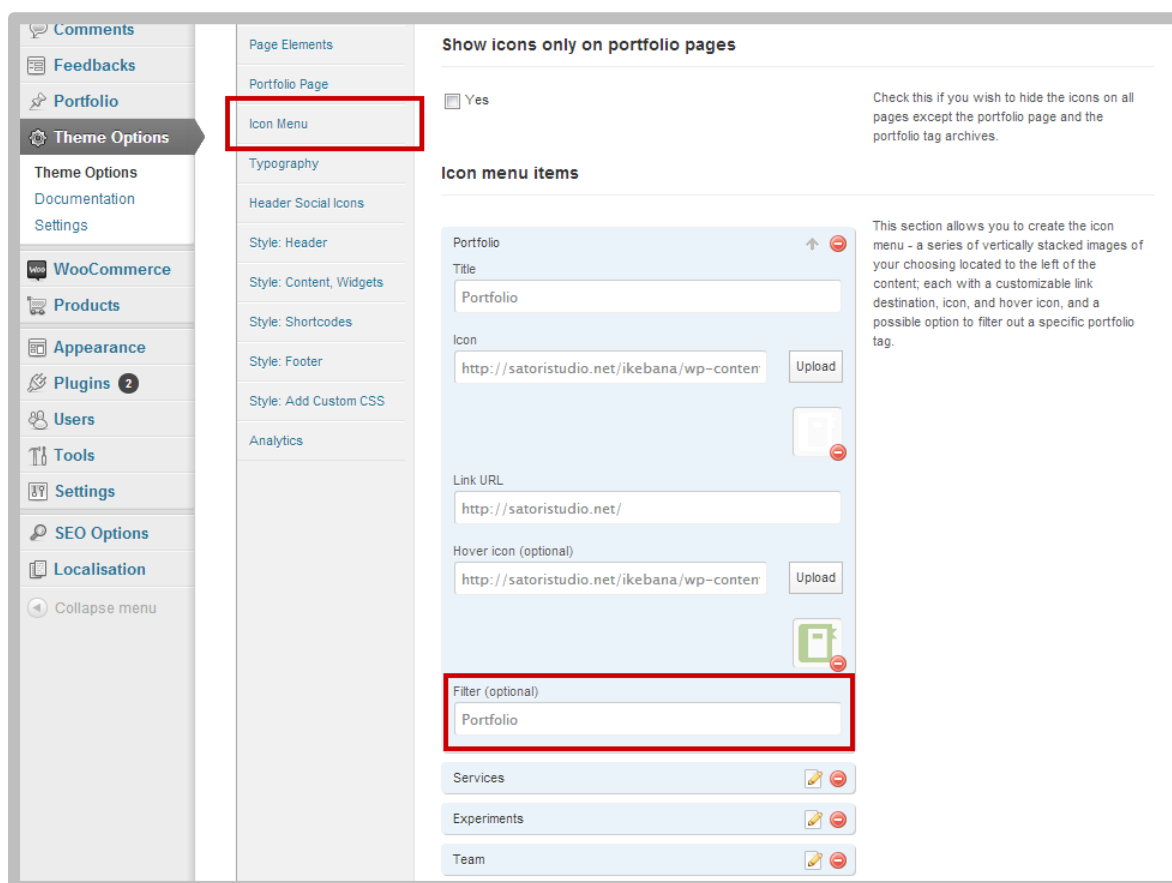 Comments
Feedbacks
Portfolio
Theme Options
Theme Options
Documentation
Settings
Woo WooCommerce
Products
Appearance
Plugins 2
Users
Tools
Settings
SEO Options
Localisation
Collapse menu
Page Elements
Portfolio Page
Icon Menu
Typography
Header Social Icons
Style: Header
Style: Content, Widgets
Style: Shortcodes
Style: Footer
Style: Add Custom CSS
Analytics
Show icons only on portfolio pages
Yes
Check this if you wish to hide the icons on all
pages except the portfolio page and the
portfolio tag archives.
Icon menu items
Portfolio
Title
Portfolio
Icon
http://satoristudio.net/ikebana/wp-conten
Upload
Link URL
http://satoristudio.net/
Hover icon (optional)
http://satoristudio.net/ikebana/wp-conten
Upload
Filter (optional)
Portfolio
Services
Experiments
Team
This section allows you to create the icon
menu - a series of vertically stacked images of
your choosing located to the left of the
content; each with a customizable link
destination, icon, and hover icon, and a
possible option to filter out a specific portfolio
tag.